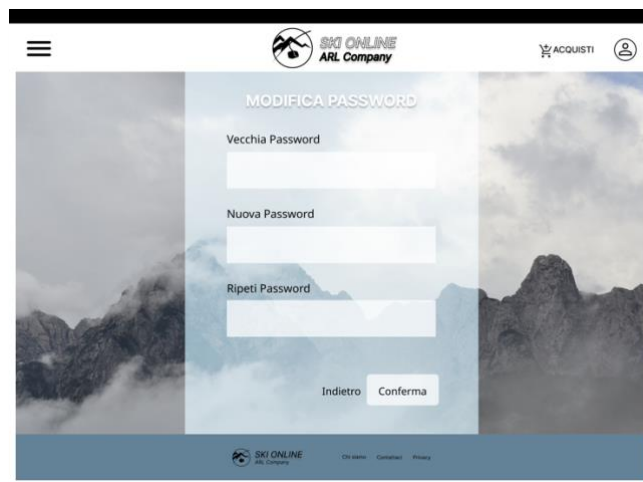 SKI ONLINE
ARL Company
ACQUISTI
MODIFICA PASSWORD
Vecchia Password
Nuova Password
Ripeti Password
Indietro Conferma
SKI ONLINE
ARL Company
Chi siamo Contattaci Privacy